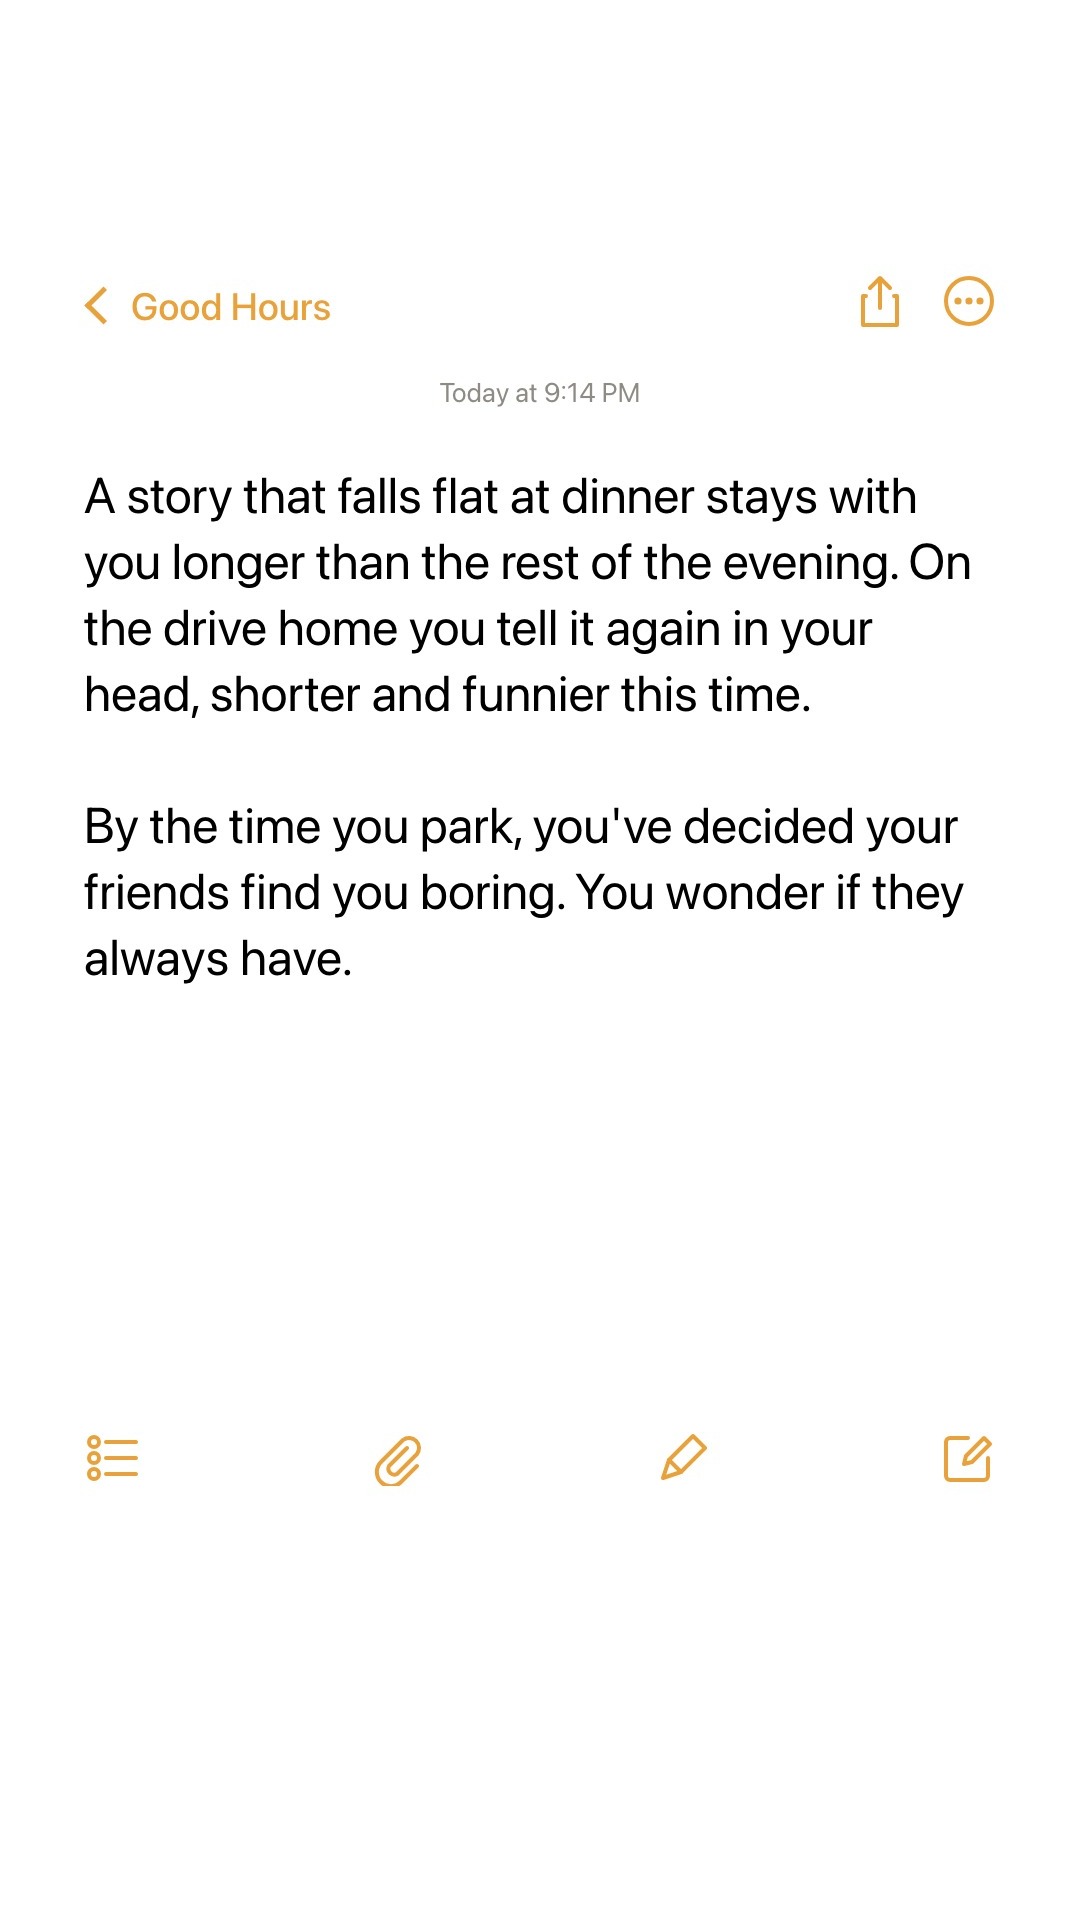 Good Hours
Today at 9:14 PM
A story that falls flat at dinner stays with
you longer than the rest of the evening. On
the drive home you tell it again in your
head, shorter and funnier this time.
By the time you park, you've decided your
friends find you boring. You wonder if they
always have.